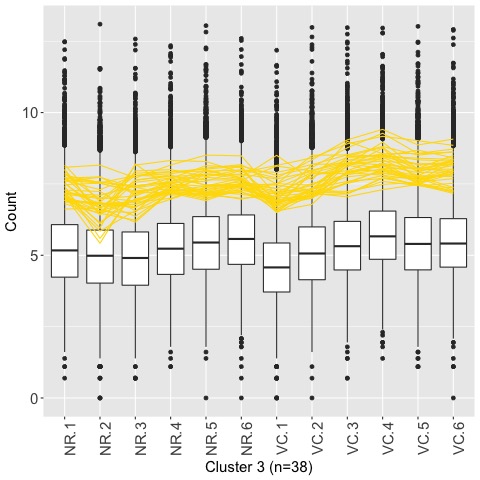 10
5
0
Count
NR.1
NR.2
NR.3
NR.4
NR.5
NR.6
VC.1
VC.2
VC.3
VC.4
VC.5
VC.6
Cluster 3 (n=38)